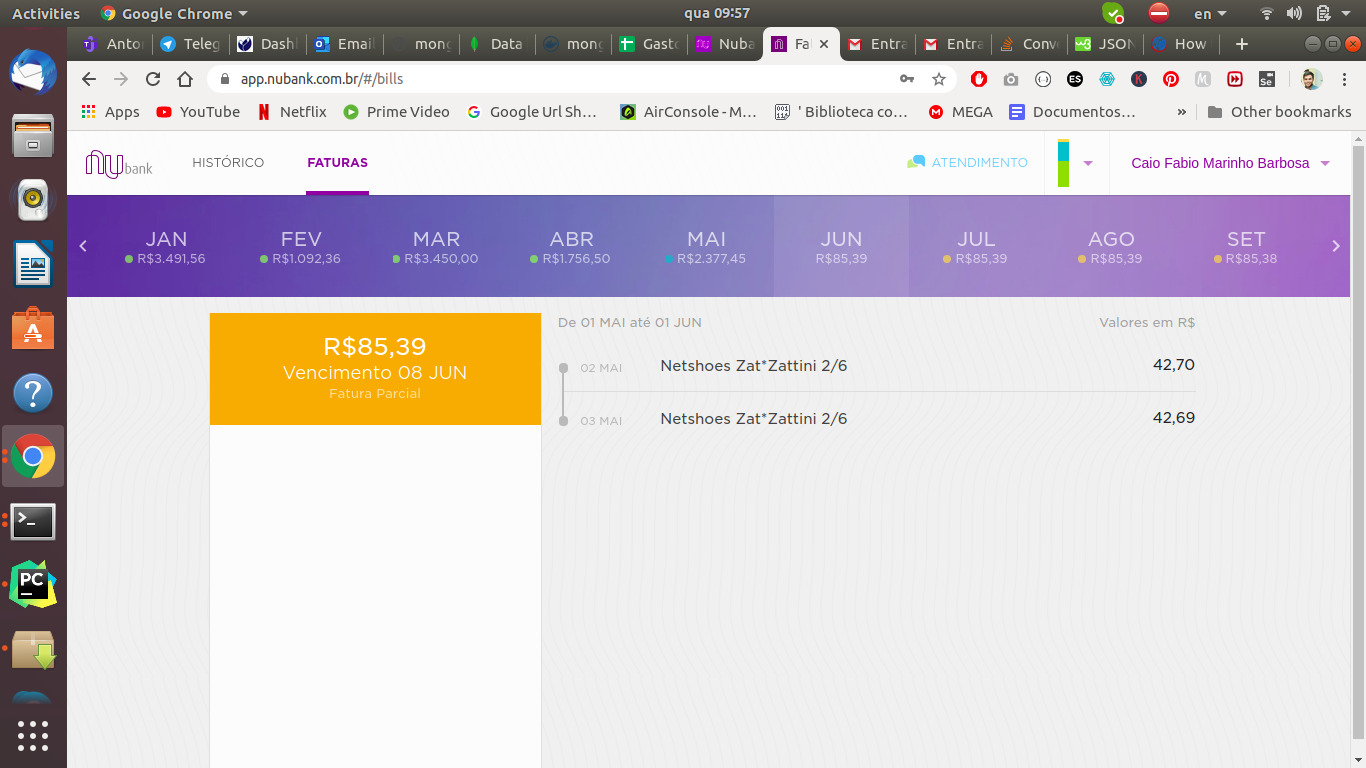 Activities Google Chrome qua 09:57 en
Anto Teleg Dash Email mong Data mong Gasto Nuba Fa Entra Entra Conv JSON How
app.nubank.com.br/#/bills
Apps YouTube Netflix Prime Video Google Url Sh... AirConsole - M... ' Biblioteca co... MEGA Documentos... » Other bookmarks
nu bank HISTÓRICO FATURAS ATENDIMENTO Caio Fabio Marinho Barbosa
JAN FEV MAR ABR MAI JUN JUL AGO SET
R$3.491,56 R$1.092,36 R$3.450,00 R$1.756,50 R$2.377,45 R$85,39 R$85,39 R$85,39 R$85,38
R$85,39
Vencimento 08 JUN
Fatura Parcial
De 01 MAI até 01 JUN Valores em R$
02 MAI Netshoes Zat*Zattini 2/6 42,70
03 MAI Netshoes Zat*Zattini 2/6 42,69